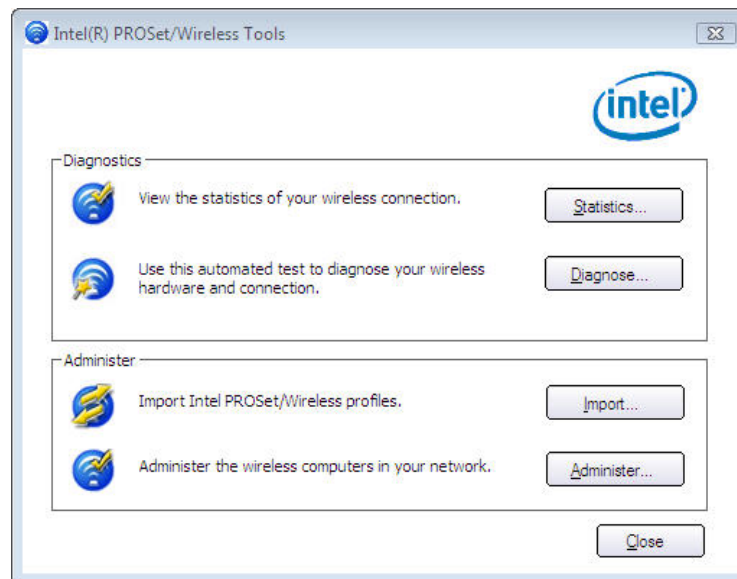 Intel(R) PROSet/Wireless Tools
intel
Diagnostics
View the statistics of your wireless connection.
Statistics...
Use this automated test to diagnose your wireless
hardware and connection.
Diagnose...
Administer
Import Intel PROSet/Wireless profiles.
Import...
Administer the wireless computers in your network.
Administer...
Close